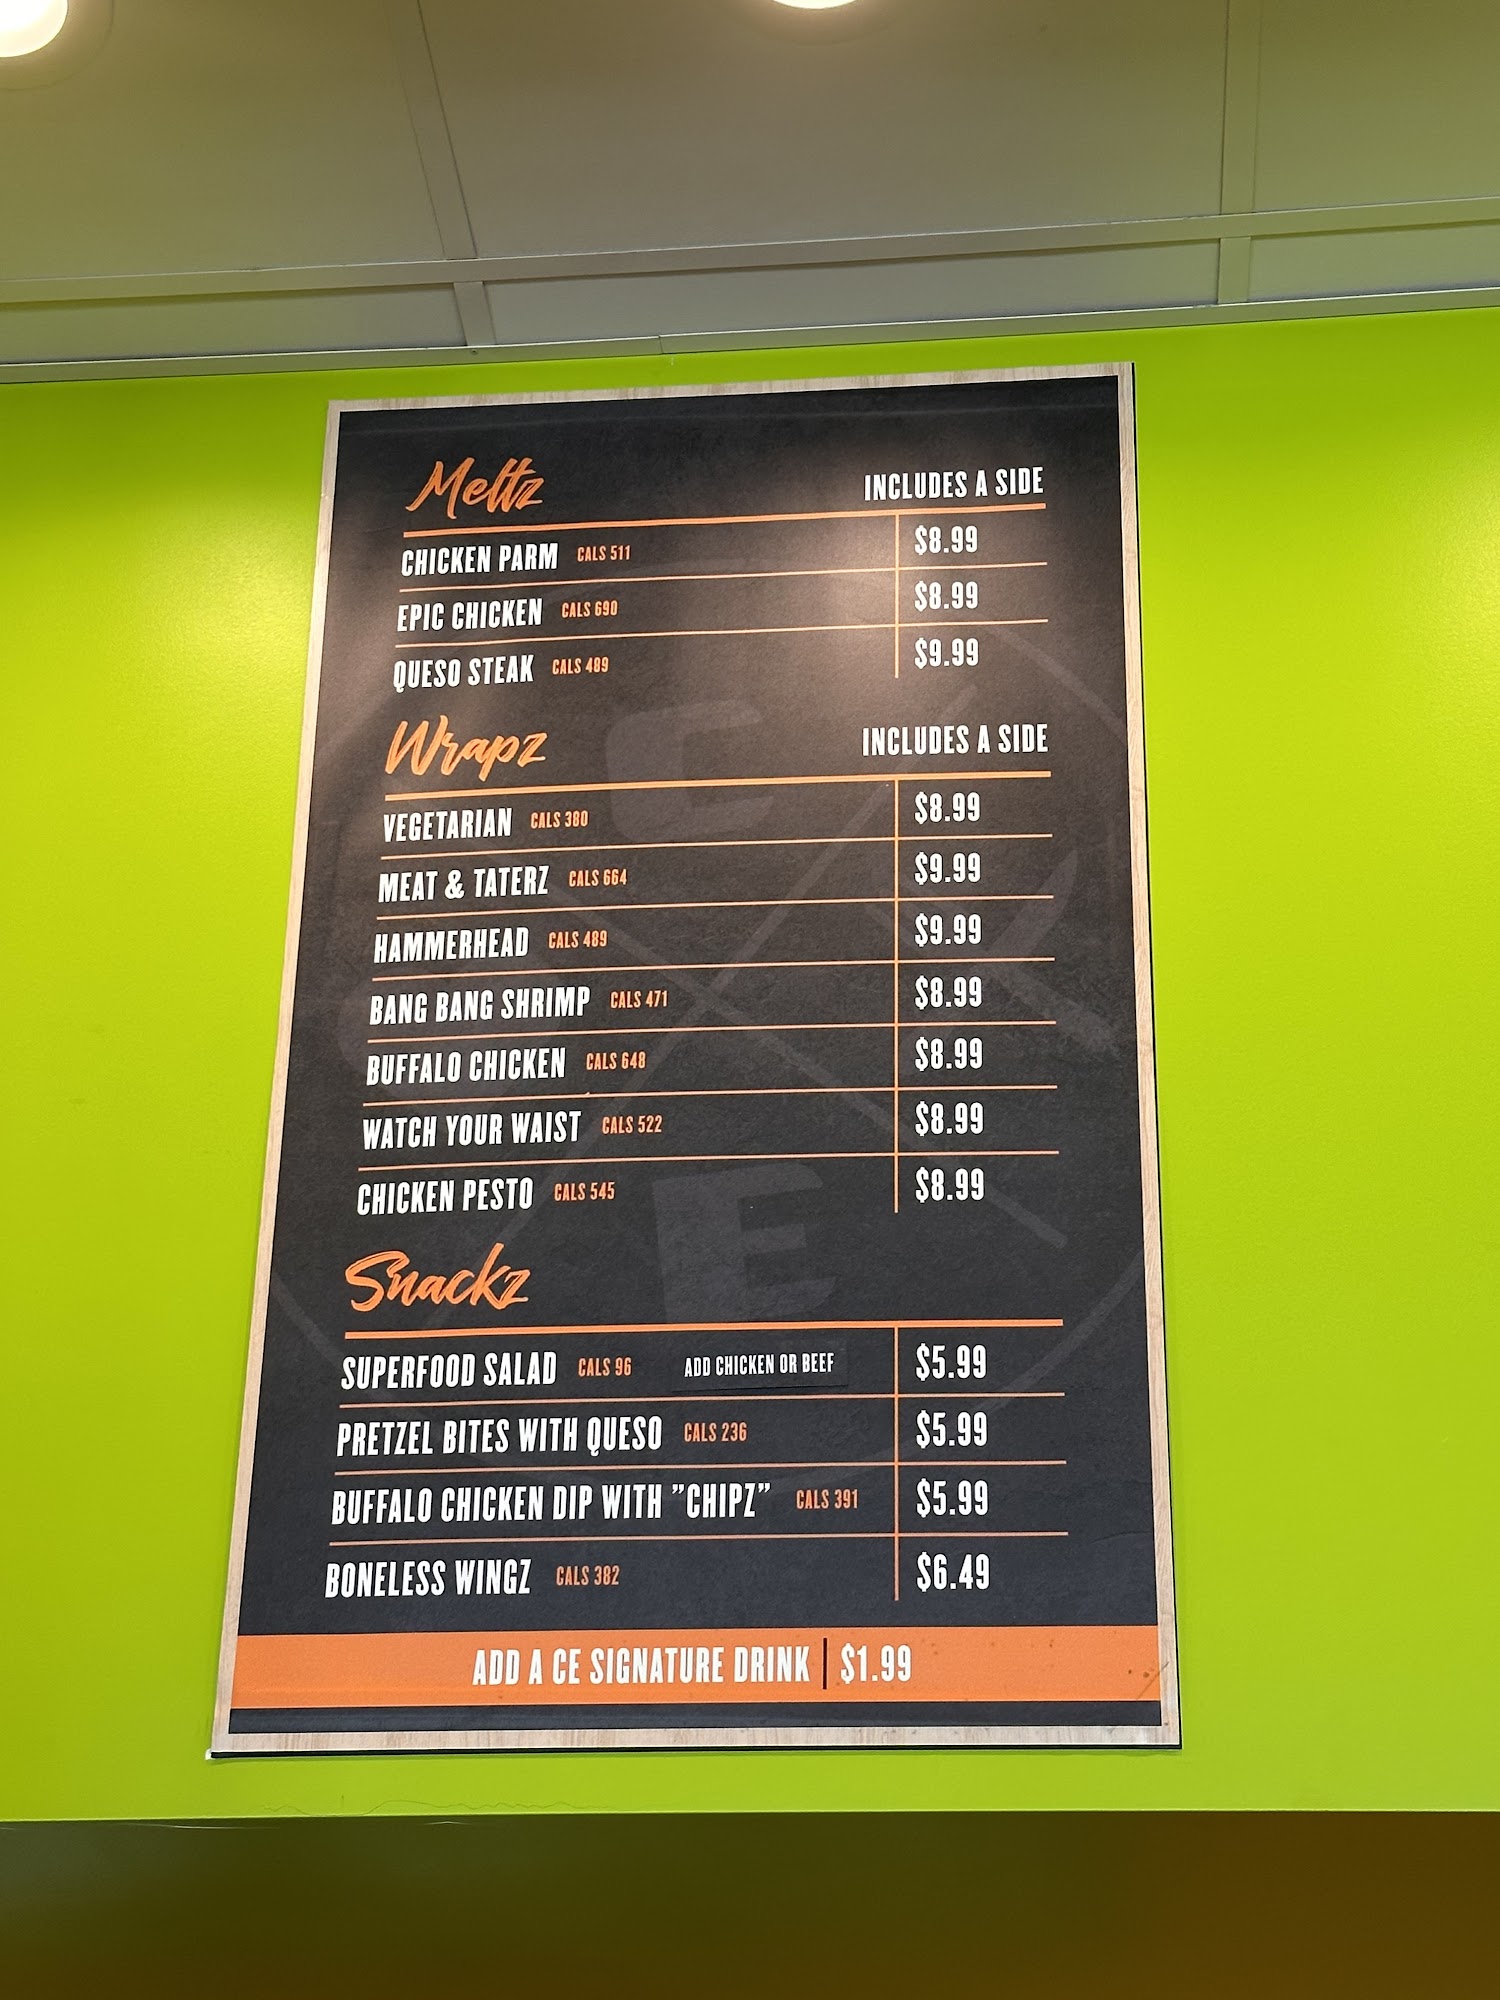 Meltz INCLUDES A SIDE
CHICKEN PARM CALS 511 $8.99
EPIC CHICKEN CALS 690 $8.99
QUESO STEAK CALS 489 $9.99
Wrapz INCLUDES A SIDE
VEGETARIAN CALS 380 $8.99
MEAT & TATERZ CALS 664 $9.99
HAMMERHEAD CALS 489 $9.99
BANG BANG SHRIMP CALS 471 $8.99
BUFFALO CHICKEN CALS 648 $8.99
WATCH YOUR WAIST CALS 522 $8.99
CHICKEN PESTO CALS 545 $8.99
Snackz
SUPERFOOD SALAD CALS 96 ADD CHICKEN OR BEEF $5.99
PRETZEL BITES WITH QUESO CALS 236 $5.99
BUFFALO CHICKEN DIP WITH ”CHIPZ” CALS 391 $5.99
BONELESS WINGZ CALS 382 $6.49
ADD A CE SIGNATURE DRINK | $1.99
C
E